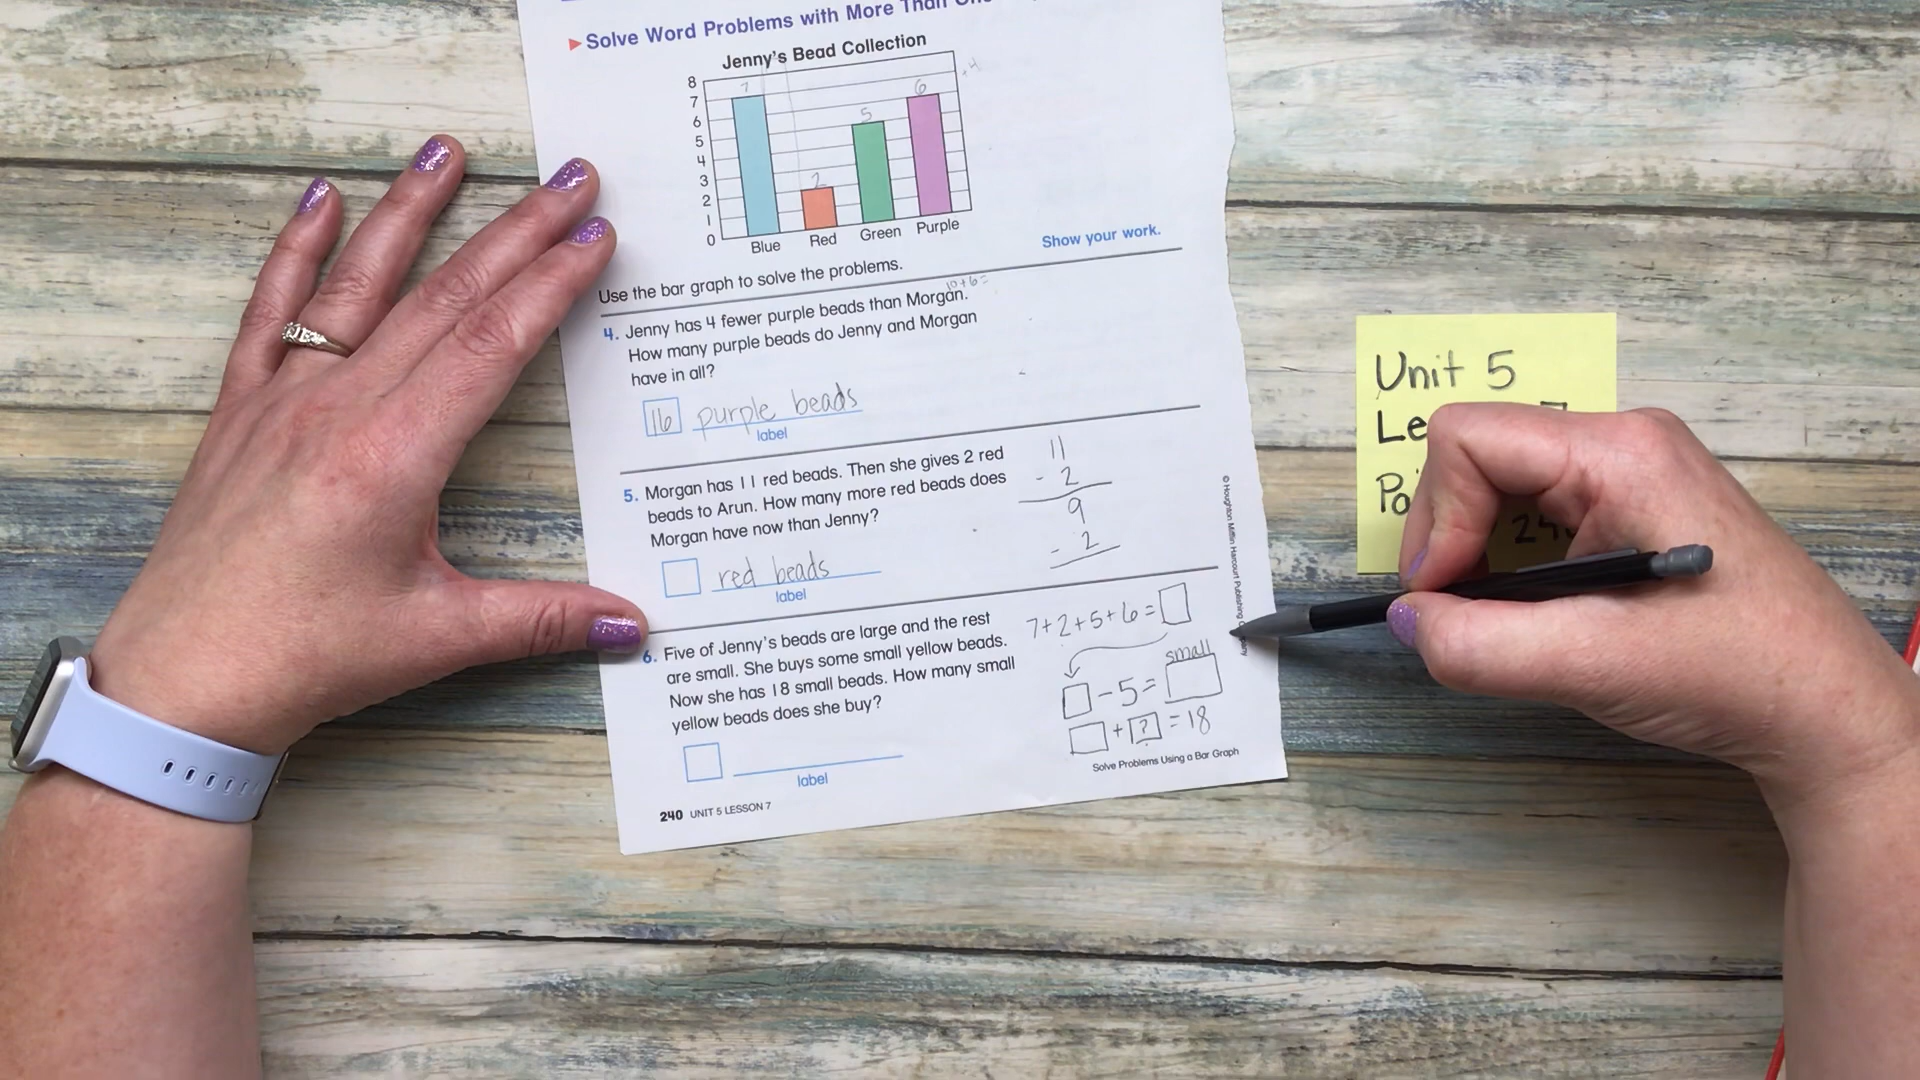 Solve Word Problems with More Than
Jenny's Bead Collection
8
7
6
5
4
3
2
1
0
7
2
5
6
+4
Blue Red Green Purple
Show your work.
Use the bar graph to solve the problems.
10+6=
4. Jenny has 4 fewer purple beads than Morgan.
How many purple beads do Jenny and Morgan
have in all?
16 purple beads
label
5. Morgan has 11 red beads. Then she gives 2 red
beads to Arun. How many more red beads does
Morgan have now than Jenny?
red beads
label
11
- 2
9
- 2
6. Five of Jenny's beads are large and the rest
are small. She buys some small yellow beads.
Now she has 18 small beads. How many small
yellow beads does she buy?
label
7+2+5+6=
small
-5=
+ ? =18
© Houghton Mifflin Harcourt Publishing
Solve Problems Using a Bar Graph
240 UNIT 5 LESSON 7
Unit 5